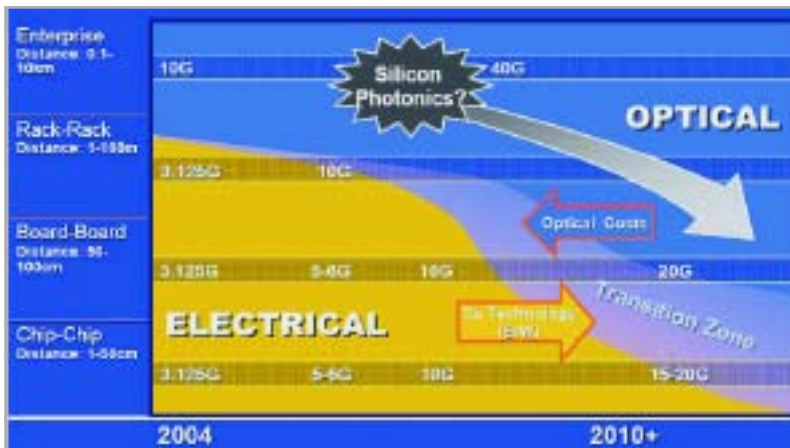 Enterprise
Distance: 0.1-
10km
10G 40G
Silicon
Photonics?
OPTICAL
Rack-Rack
Distance: 1-100m
3.125G 10G
Optical Costs
Board-Board
Distance: 50-
100cm
3.125G 5-6G 10G 20G
Transition Zone
ELECTRICAL
Cu Technology
Chip-Chip
Distance: 1-50cm
3.125G 5-6G 10G 15-20G
2004 2010+